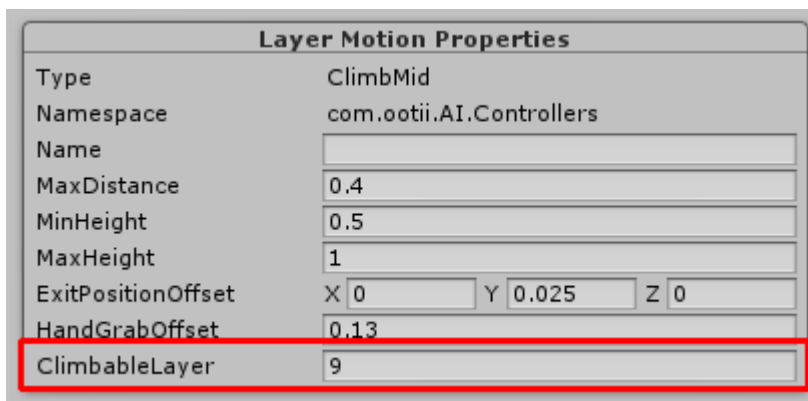 Layer Motion Properties
Type ClimbMid
Namespace com.ootii.AI.Controllers
Name
MaxDistance 0.4
MinHeight 0.5
MaxHeight 1
ExitPositionOffset X 0 Y 0.025 Z 0
HandGrabOffset 0.13
ClimbableLayer 9